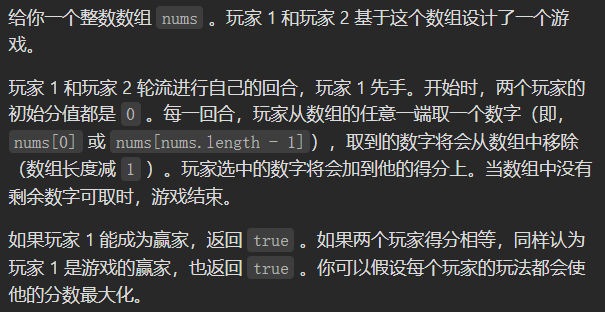 给你一个整数数组 nums 。玩家 1 和玩家 2 基于这个数组设计了一个游
戏。
玩家 1 和玩家 2 轮流进行自己的回合，玩家 1 先手。开始时，两个玩家的
初始分值都是 0 。每一回合，玩家从数组的任意一端取一个数字（即，
nums[0] 或 nums[nums.length - 1]），取到的数字将会从数组中移除
（数组长度减 1 ）。玩家选中的数字将会加到他的得分上。当数组中没有
剩余数字可取时，游戏结束。
如果玩家 1 能成为赢家，返回 true 。如果两个玩家得分相等，同样认为
玩家 1 是游戏的赢家，也返回 true 。你可以假设每个玩家的玩法都会使
他的分数最大化。